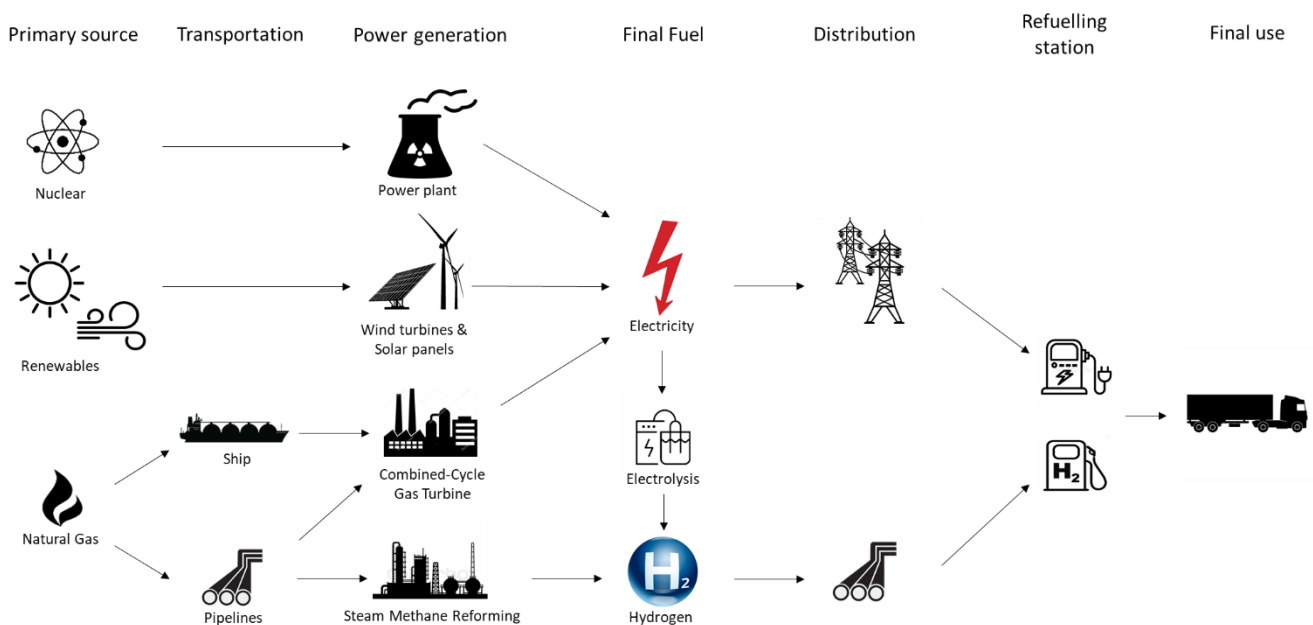 Primary source
Transportation
Power generation
Final Fuel
Distribution
Refuelling
station
Final use
Nuclear
Power plant
Wind turbines &
Solar panels
Electricity
Renewables
Ship
Combined-Cycle
Gas Turbine
Electrolysis
H2
Natural Gas
Pipelines
Steam Methane Reforming
H2
Hydrogen